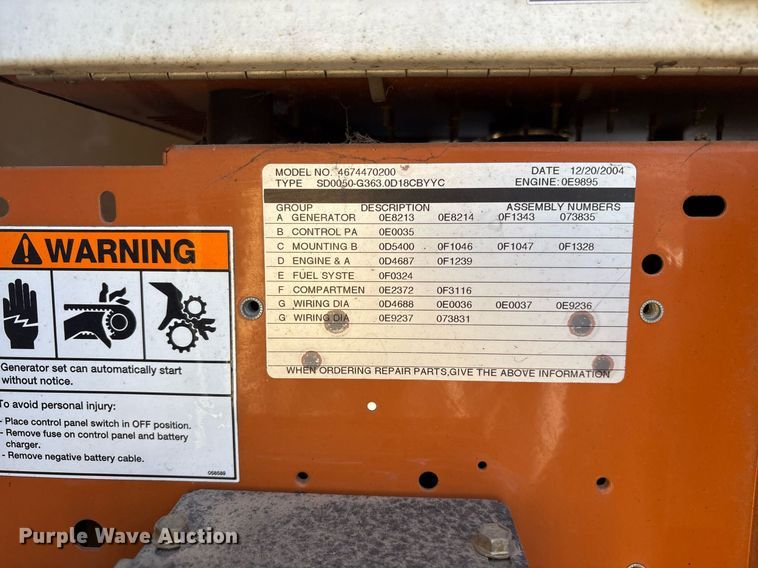 MODEL NO. 4674470200 DATE 12/20/2004
TYPE SD0050-G363.0D18CBYYC ENGINE: 0E9895
GROUP DESCRIPTION ASSEMBLY NUMBERS
A GENERATOR 0E8213 0E8214 0F1343 073835
B CONTROL PA 0E0035
C MOUNTING B 0D5400 0F1046 0F1047 0F1328
D ENGINE & A 0D4687 0F1239
E FUEL SYSTE 0F0324
F COMPARTMEN 0E2372 0F3116
G WIRING DIA 0D4688 0E0036 0E0037 0E9236
G WIRING DIA 0E9237 073831
WHEN ORDERING REPAIR PARTS,GIVE THE ABOVE INFORMATION
WARNING
Generator set can automatically start
without notice.
To avoid personal injury:
- Place control panel switch in OFF position.
- Remove fuse on control panel and battery
charger.
- Remove negative battery cable.
058589
Purple Wave Auction